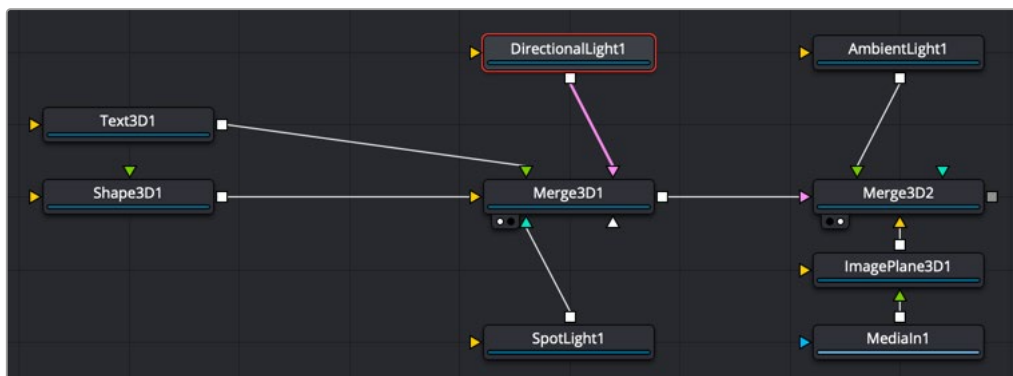 DirectionalLight1
AmbientLight1
Text3D1
Shape3D1
Merge3D1
Merge3D2
ImagePlane3D1
SpotLight1
MediaIn1